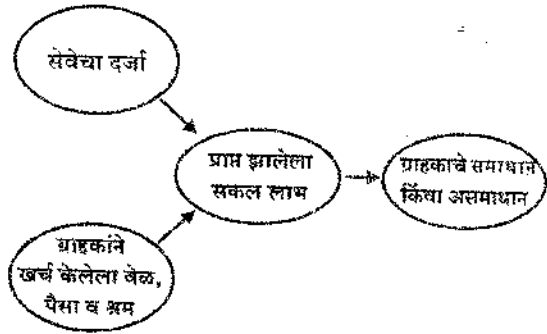 सेवेचा दर्जा
प्राप्त झालेला
सकल लाभ
ग्राहकाचे समाधान
किंवा असमाधान
ग्राहकांने
खर्च केलेला वेळ,
पैसा व श्रम